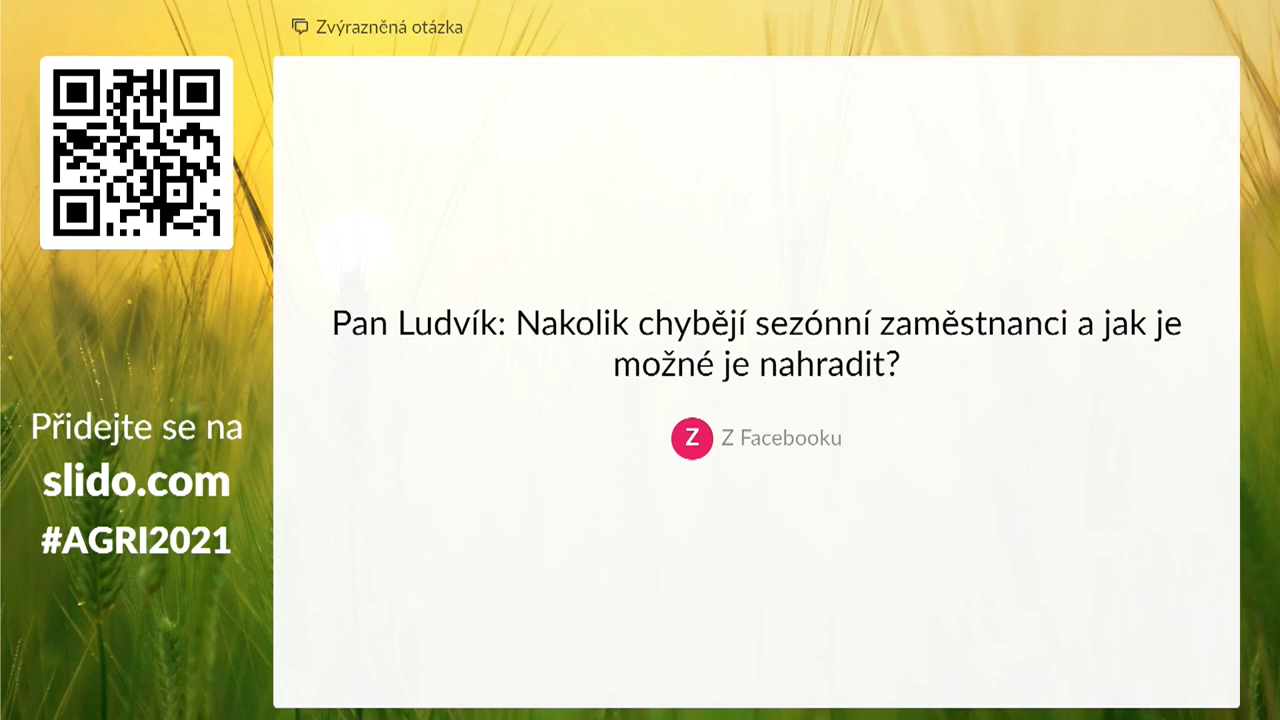 Zvýrazněná otázka
Pan Ludvík: Nakolik chybějí sezónní zaměstnanci a jak je
možné je nahradit?
Z Z Facebooku
Přidejte se na
slido.com
#AGRI2021